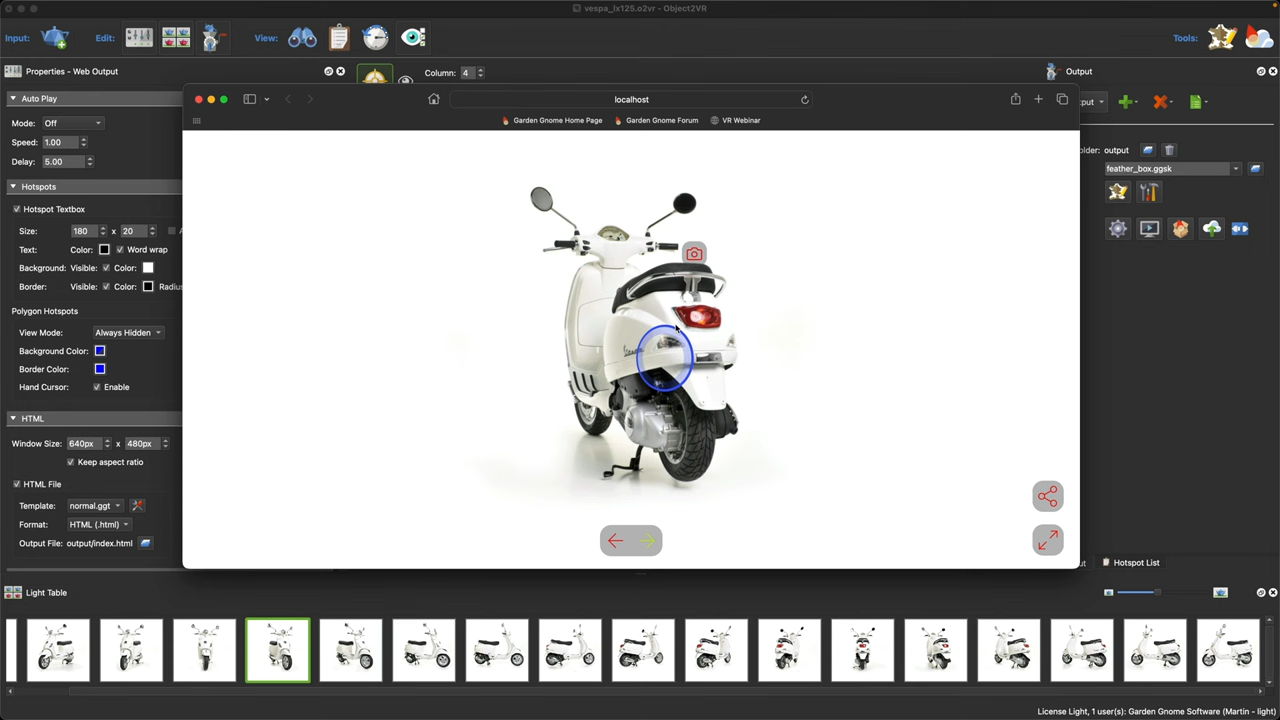 vespa_lx125.o2vr - Object2VR
Input: Edit: View: Tools:
Properties - Web Output
Column: 4
Output
Auto Play
Mode: Off
Speed: 1.00
Delay: 5.00
Hotspots
Hotspot Textbox
Size: 180 x 20
Text: Color: Word wrap
Background: Visible: Color:
Border: Visible: Color: Radius
Polygon Hotspots
View Mode: Always Hidden
Background Color:
Border Color:
Hand Cursor: Enable
HTML
Window Size: 640px x 480px
Keep aspect ratio
HTML File
Template: normal.ggt
Format: HTML (.html)
Output File: output/index.html
localhost
Garden Gnome Home Page Garden Gnome Forum VR Webinar
Vespa
put
lder: output
feather_box.ggsk
ut Hotspot List
Light Table
License Light, 1 user(s): Garden Gnome Software (Martin - light)